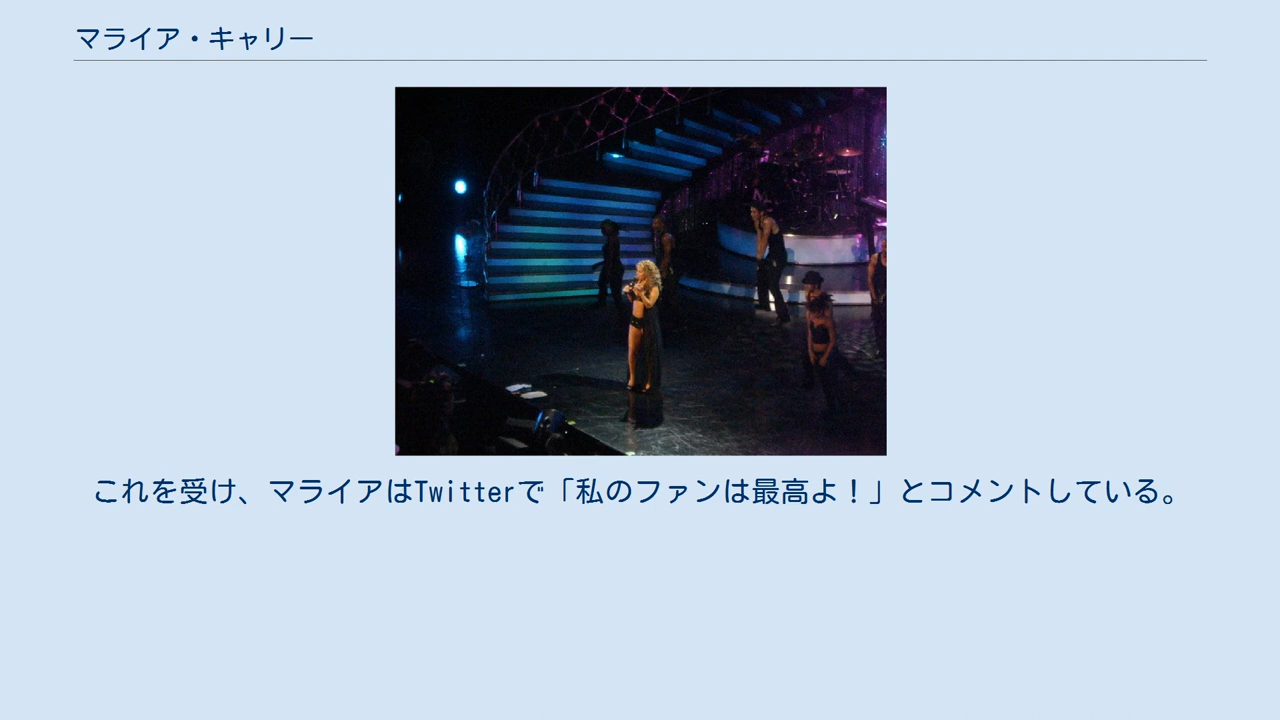 マライア・キャリー
これを受け、マライアはTwitterで「私のファンは最高よ！」とコメントしている。